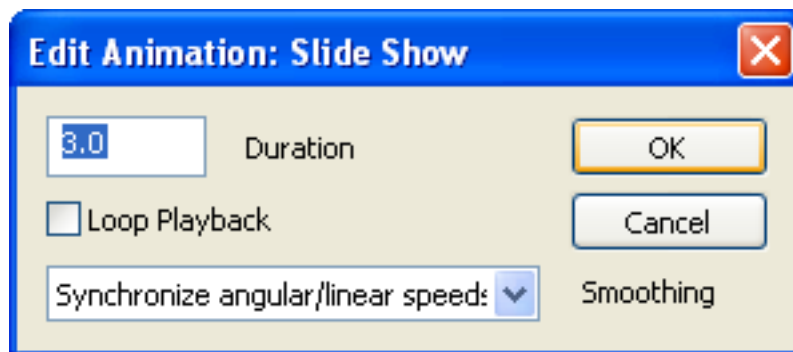 Edit Animation: Slide Show
3.0 Duration OK
Loop Playback Cancel
Synchronize angular/linear speeds Smoothing